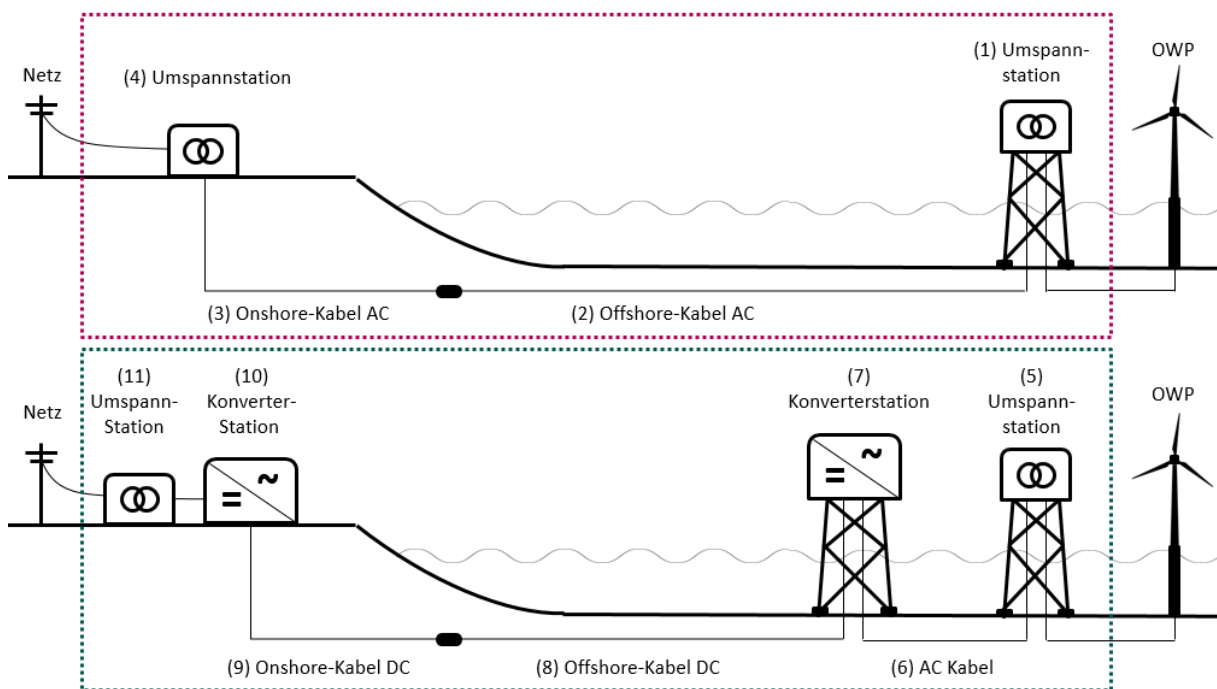 Netz
(4) Umspannstation
(1) Umspann-
station
OWP
(3) Onshore-Kabel AC
(2) Offshore-Kabel AC
Netz
(11)
Umspann-
Station
(10)
Konverter-
Station
(7)
Konverterstation
(5)
Umspann-
station
OWP
= ~
= ~
(9) Onshore-Kabel DC
(8) Offshore-Kabel DC
(6) AC Kabel